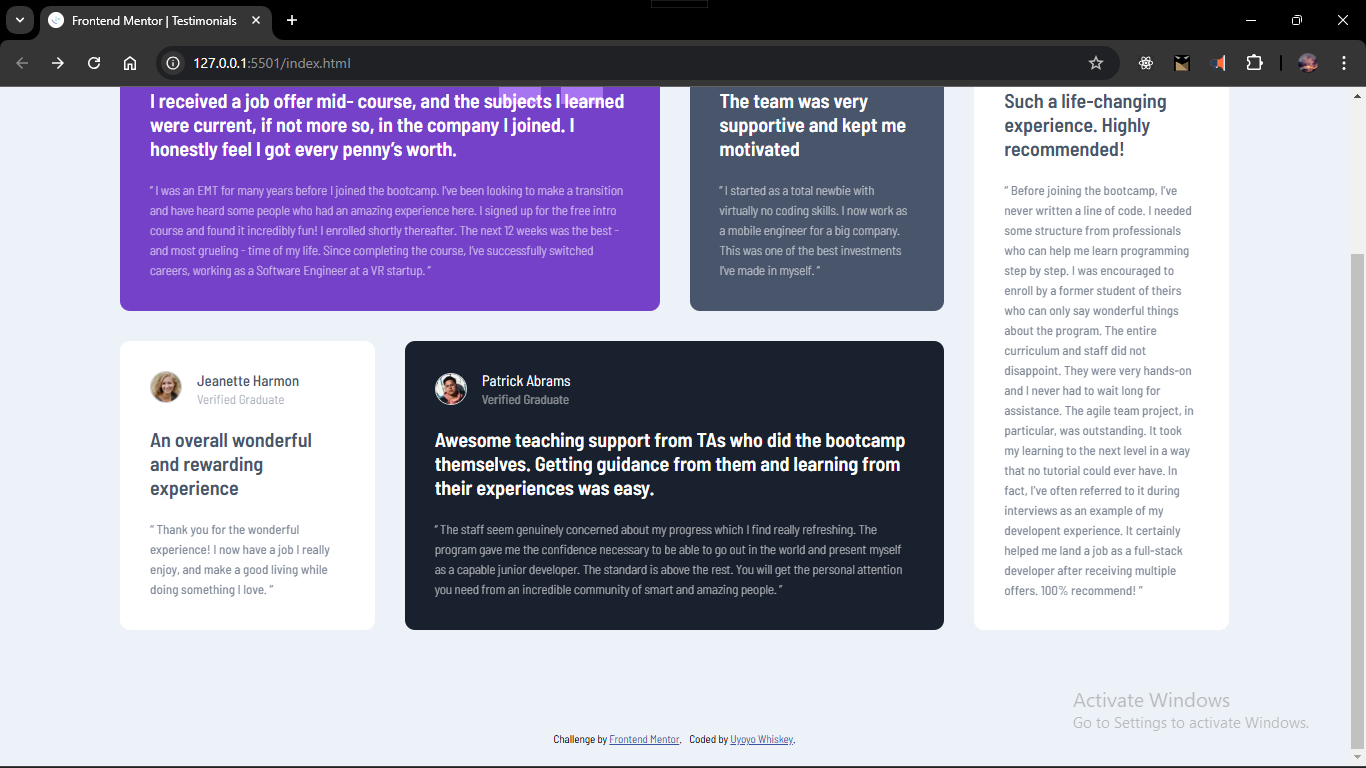 Frontend Mentor | Testimonials
127.0.0.1:5501/index.html
I received a job offer mid- course, and the subjects I learned
were current, if not more so, in the company I joined. I
honestly feel I got every penny’s worth.
“ I was an EMT for many years before I joined the bootcamp. I’ve been looking to make a transition
and have heard some people who had an amazing experience here. I signed up for the free intro
course and found it incredibly fun! I enrolled shortly thereafter. The next 12 weeks was the best -
and most grueling - time of my life. Since completing the course, I’ve successfully switched
careers, working as a Software Engineer at a VR startup. ”
The team was very
supportive and kept me
motivated
“ I started as a total newbie with
virtually no coding skills. I now work as
a mobile engineer for a big company.
This was one of the best investments
I’ve made in myself. ”
Such a life-changing
experience. Highly
recommended!
“ Before joining the bootcamp, I’ve
never written a line of code. I needed
some structure from professionals
who can help me learn programming
step by step. I was encouraged to
enroll by a former student of theirs
who can only say wonderful things
about the program. The entire
curriculum and staff did not
disappoint. They were very hands-on
and I never had to wait long for
assistance. The agile team project, in
particular, was outstanding. It took
my learning to the next level in a way
that no tutorial could ever have. In
fact, I’ve often referred to it during
interviews as an example of my
developent experience. It certainly
helped me land a job as a full-stack
developer after receiving multiple
offers. 100% recommend! ”
Jeanette Harmon
Verified Graduate
An overall wonderful
and rewarding
experience
“ Thank you for the wonderful
experience! I now have a job I really
enjoy, and make a good living while
doing something I love. ”
Patrick Abrams
Verified Graduate
Awesome teaching support from TAs who did the bootcamp
themselves. Getting guidance from them and learning from
their experiences was easy.
“ The staff seem genuinely concerned about my progress which I find really refreshing. The
program gave me the confidence necessary to be able to go out in the world and present myself
as a capable junior developer. The standard is above the rest. You will get the personal attention
you need from an incredible community of smart and amazing people. ”
Activate Windows
Go to Settings to activate Windows.
Challenge by Frontend Mentor. Coded by Uyoyo Whiskey.